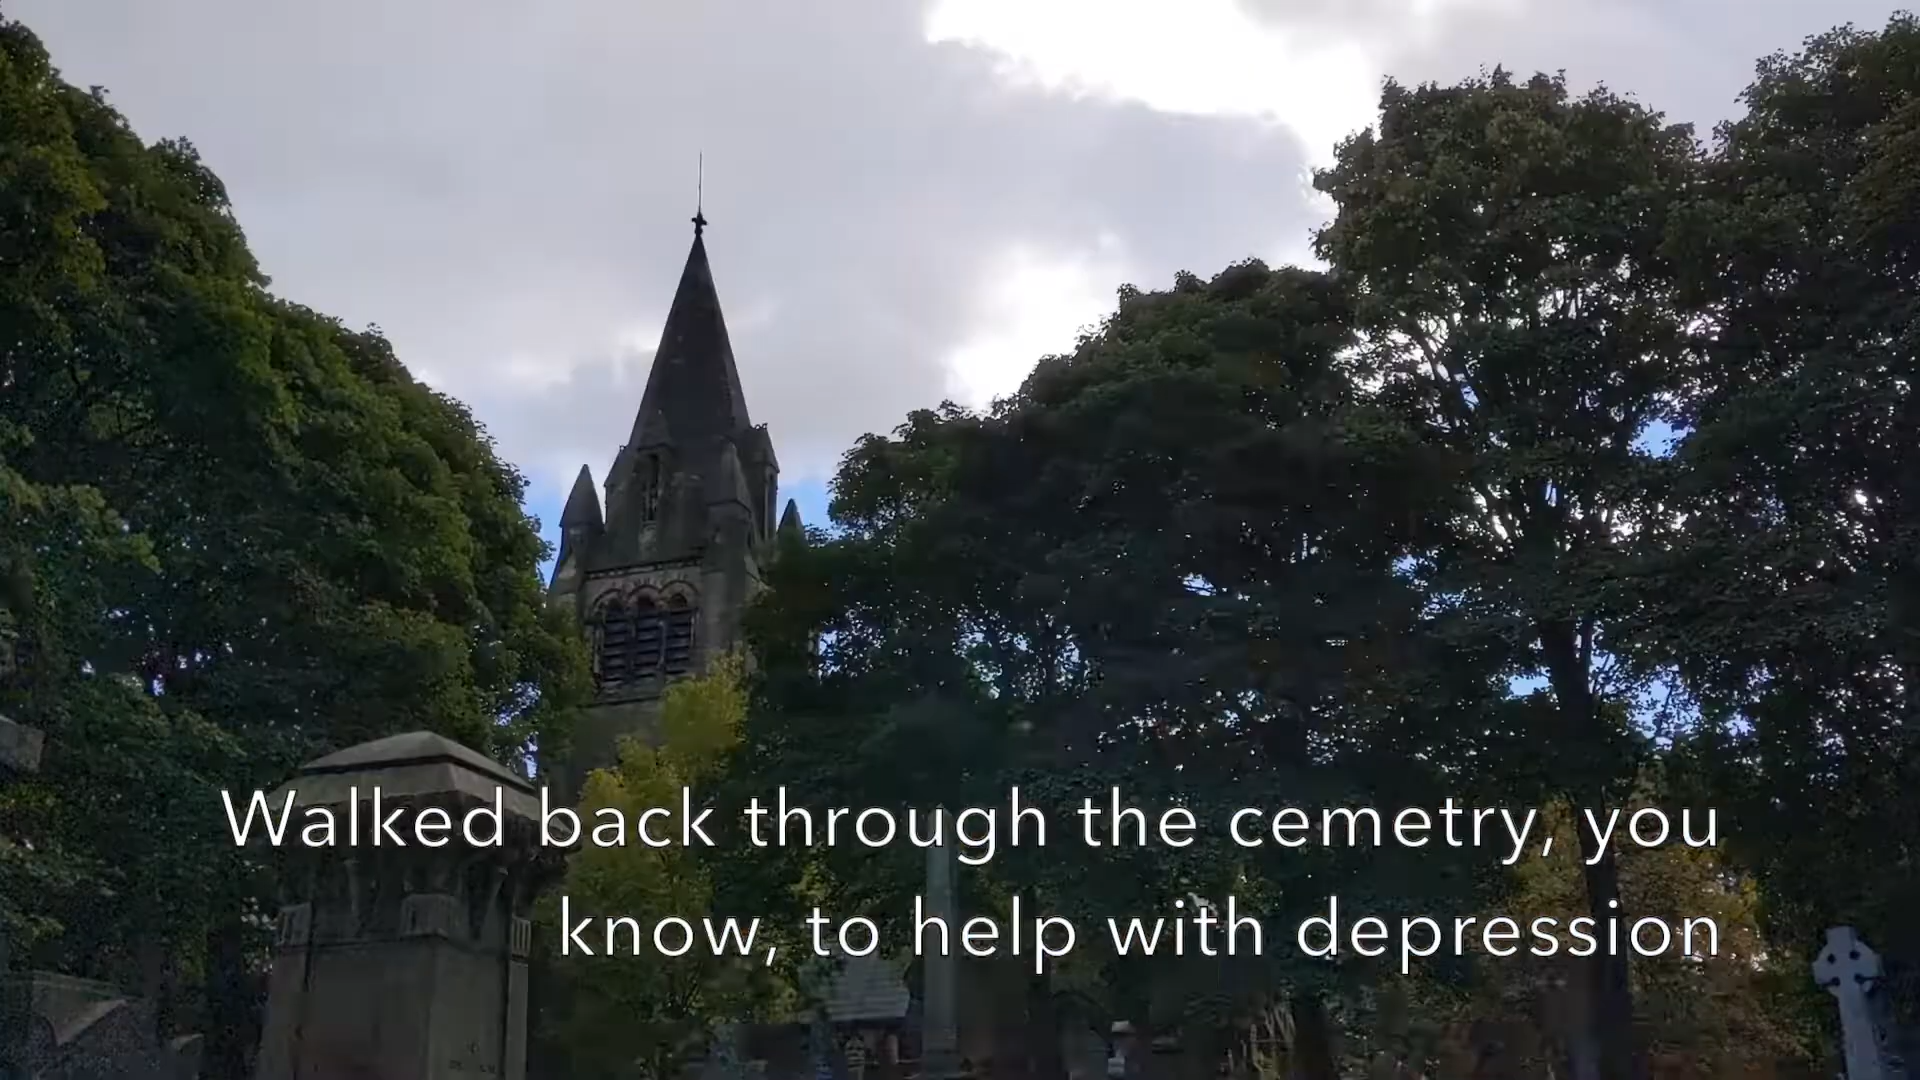 Walked back through the cemetry, you
know, to help with depression